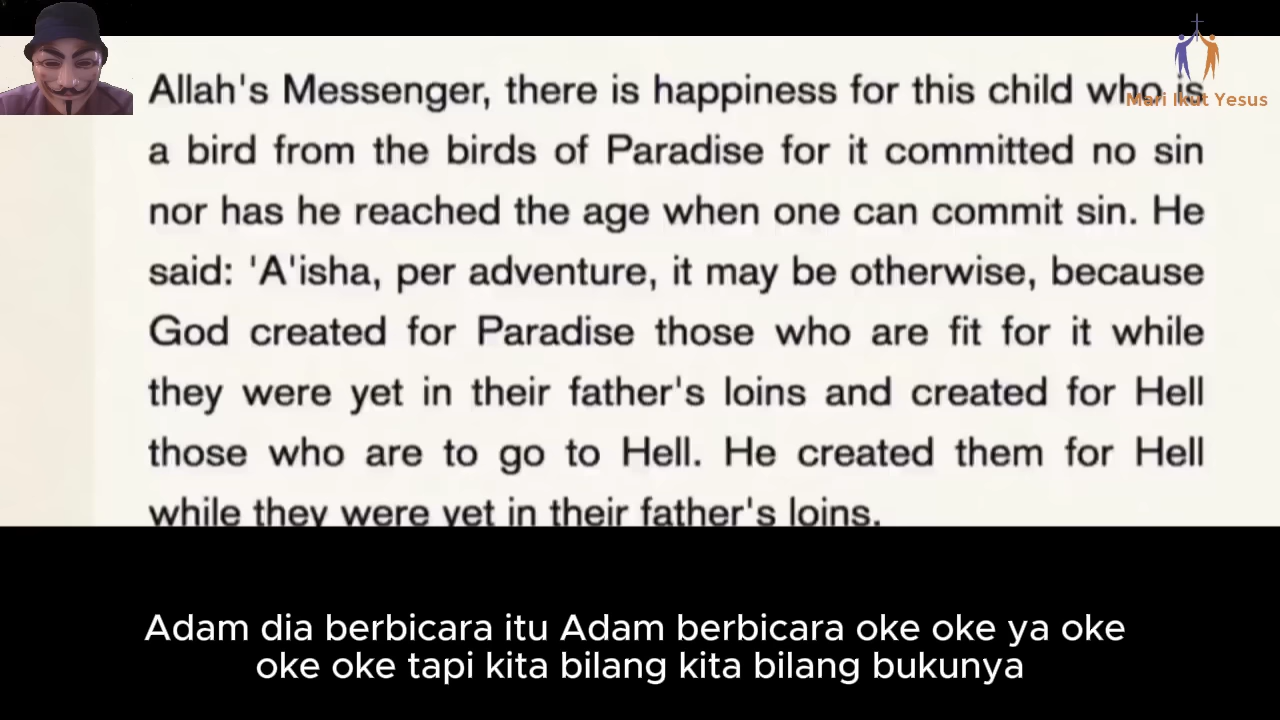 Allah's Messenger, there is happiness for this child who is
Mari Ikut Yesus
a bird from the birds of Paradise for it committed no sin
nor has he reached the age when one can commit sin. He
said: 'A'isha, per adventure, it may be otherwise, because
God created for Paradise those who are fit for it while
they were yet in their father's loins and created for Hell
those who are to go to Hell. He created them for Hell
while they were yet in their father's loins.
Adam dia berbicara itu Adam berbicara oke oke ya oke
oke oke tapi kita bilang kita bilang bukunya